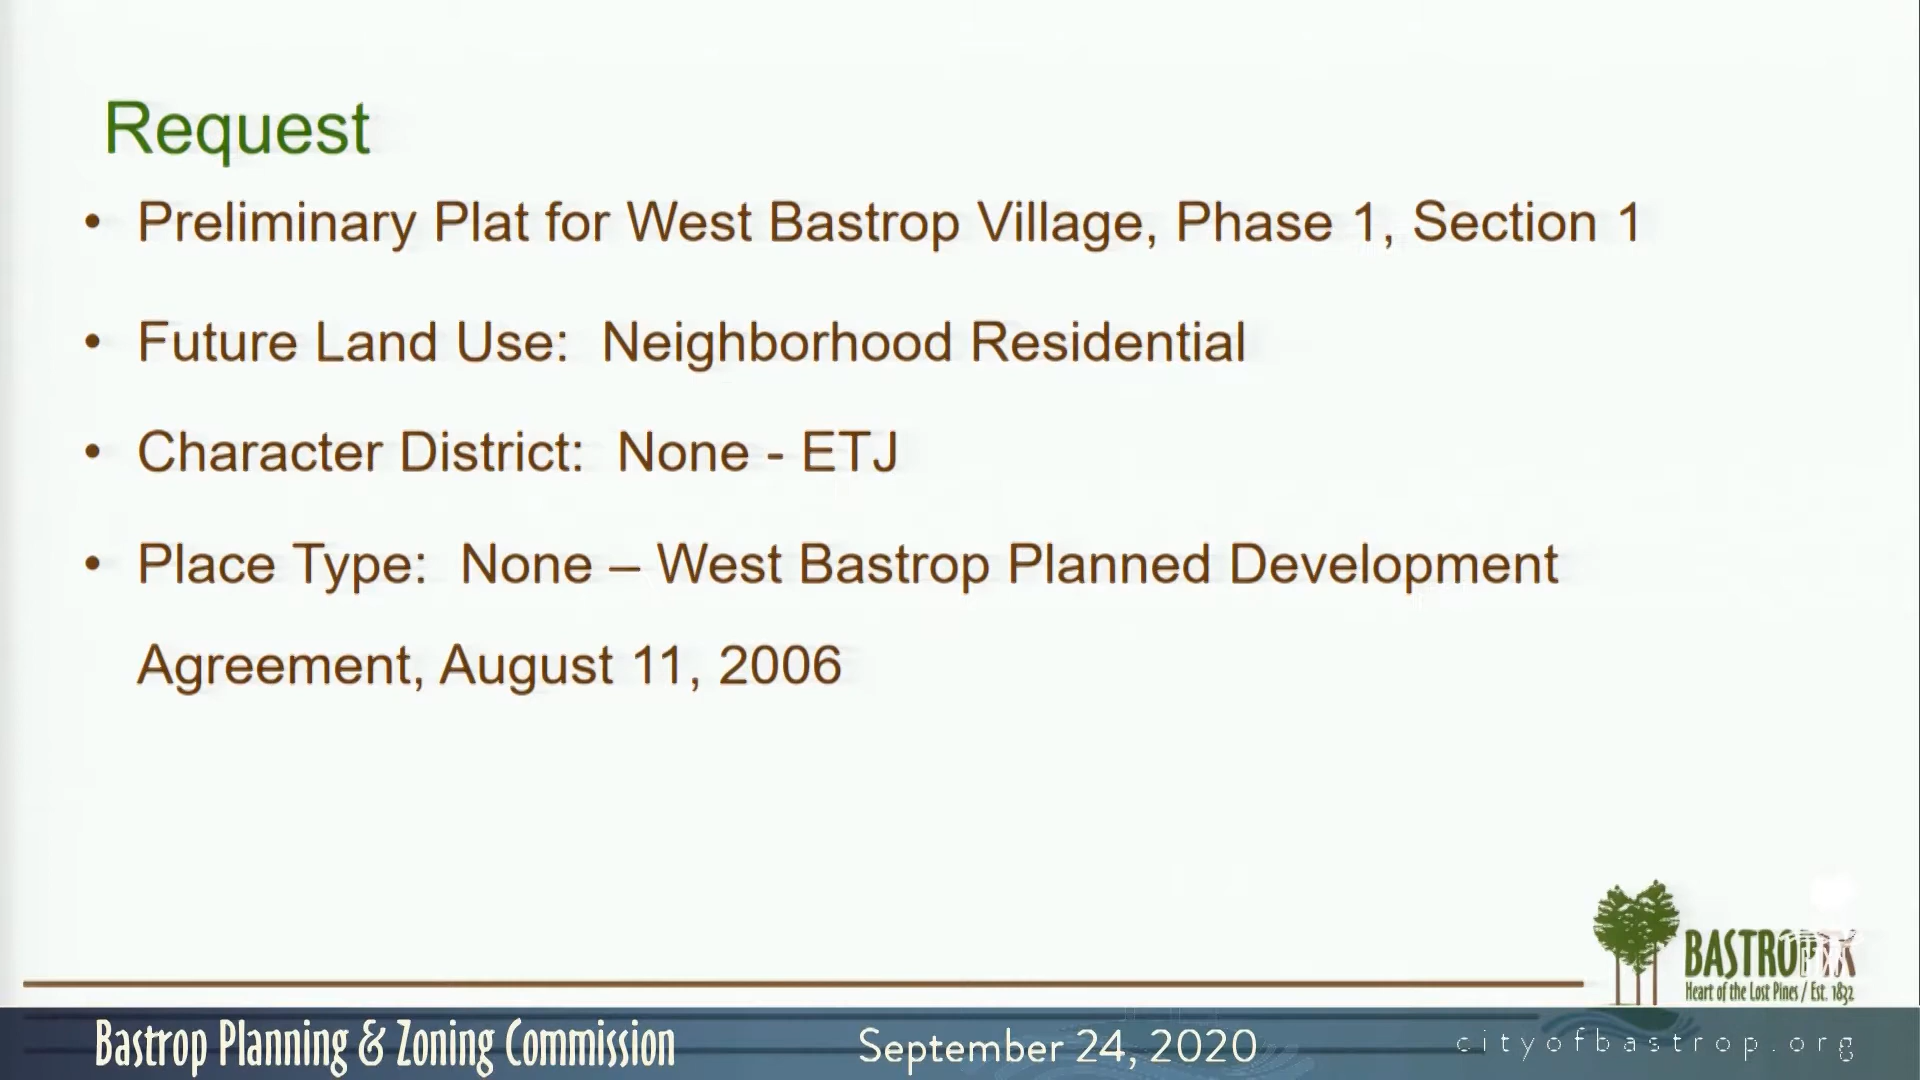 Request
• Preliminary Plat for West Bastrop Village, Phase 1, Section 1
• Future Land Use: Neighborhood Residential
• Character District: None - ETJ
• Place Type: None – West Bastrop Planned Development
Agreement, August 11, 2006
Heart of the Lost Pines / Est. 1832
Bastrop Planning & Zoning Commission
September 24, 2020
cityofbastrop.org